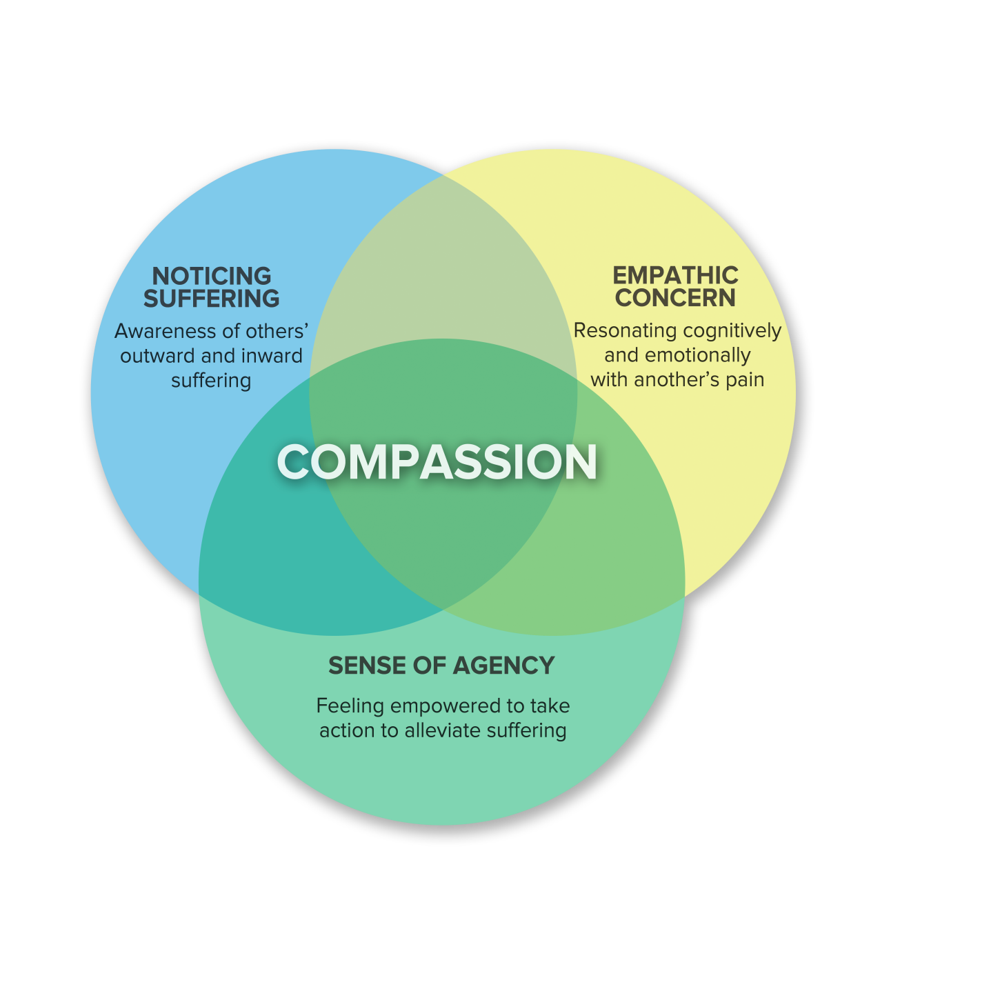 NOTICING
SUFFERING
Awareness of others’
outward and inward
suffering
EMPATHIC
CONCERN
Resonating cognitively
and emotionally
with another’s pain
COMPASSION
SENSE OF AGENCY
Feeling empowered to take
action to alleviate suffering